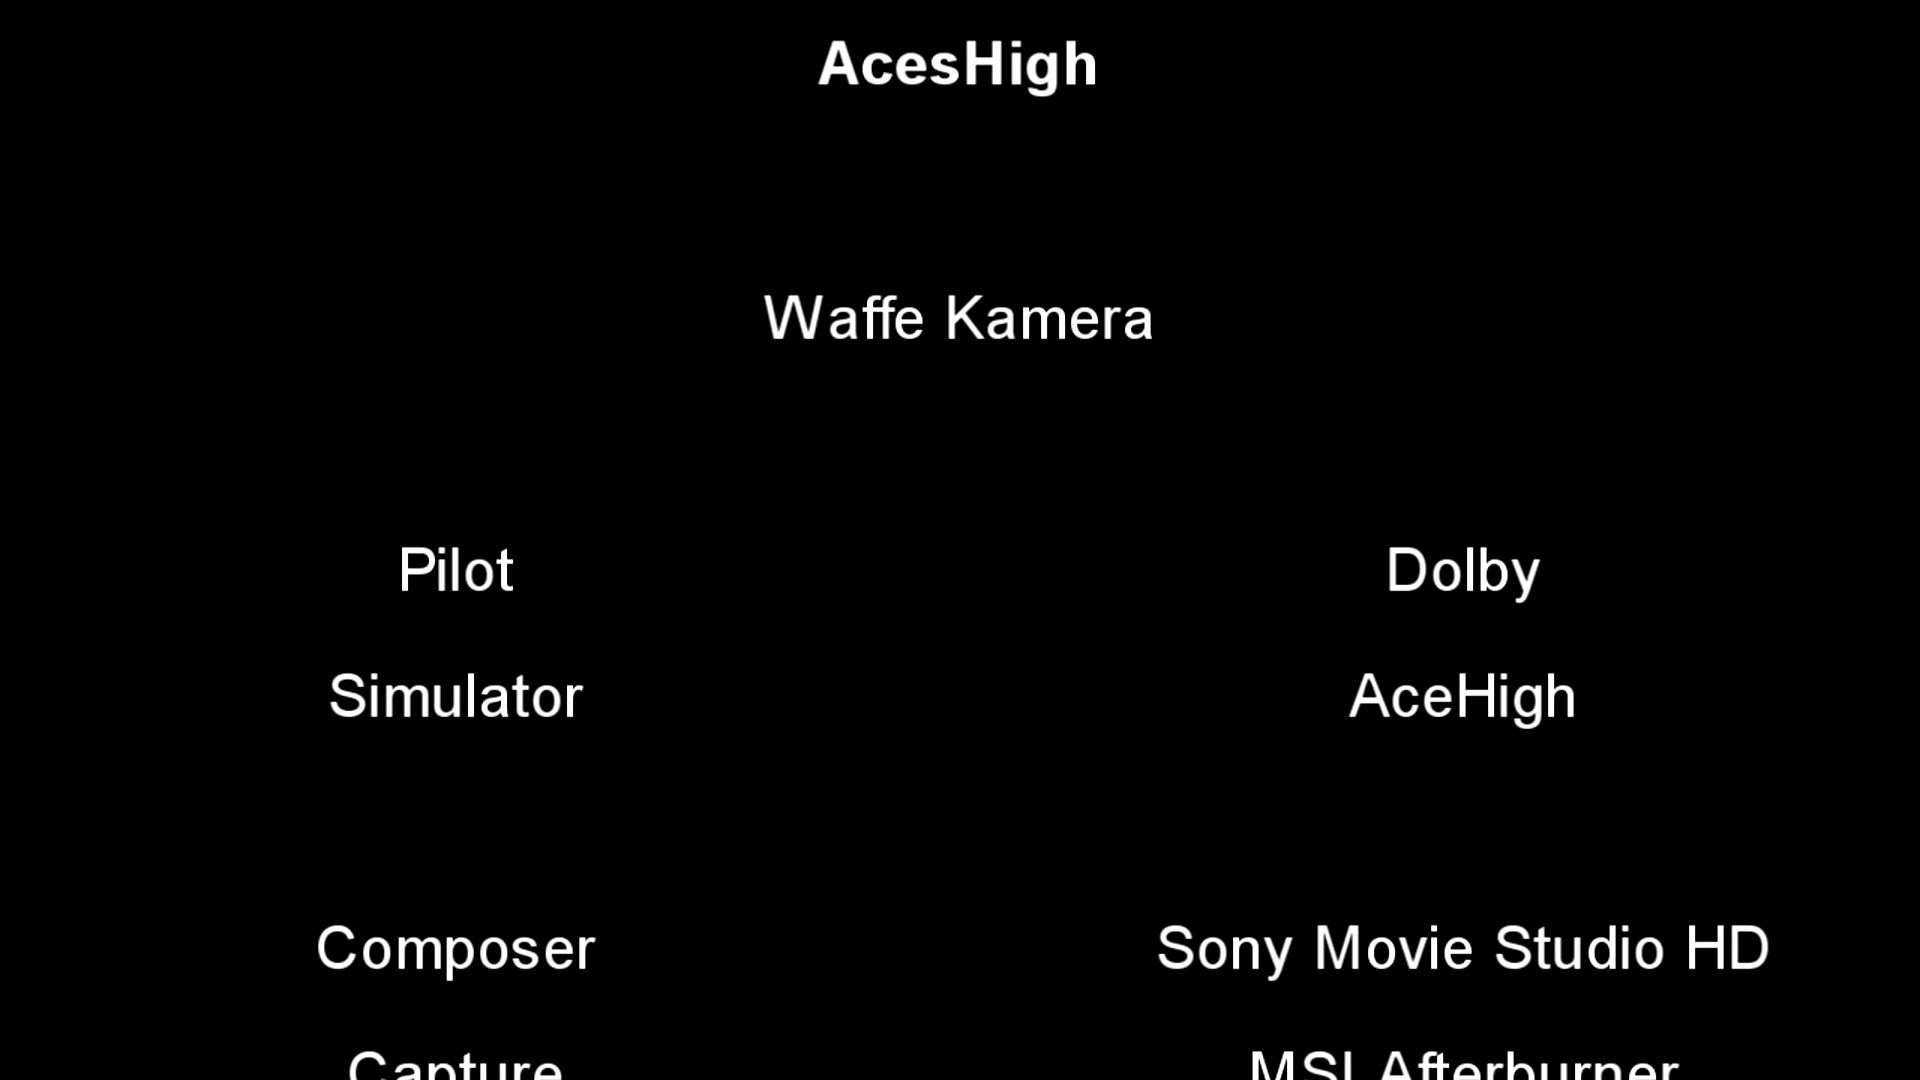 AcesHigh
Waffe Kamera
Pilot Dolby
Simulator AceHigh
Composer Sony Movie Studio HD
Capture MSI Afterburner